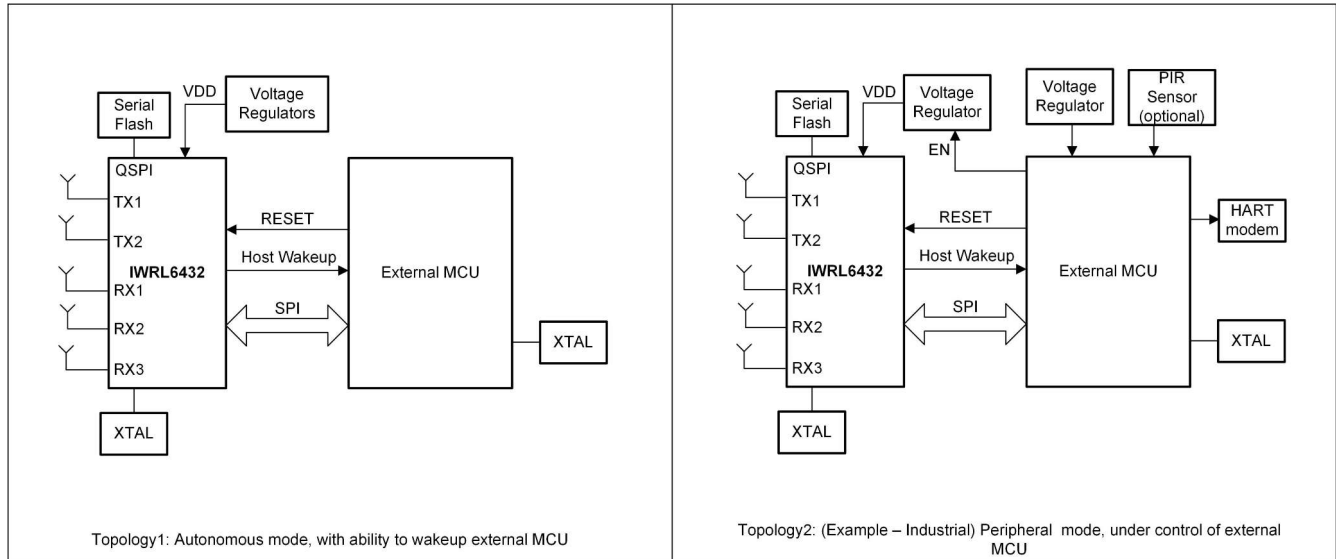 VDD
Voltage
Regulators
Serial
Flash
QSPI
TX1
TX2
IWRL6432
RX1
RX2
RX3
RESET
Host Wakeup
SPI
External MCU
XTAL
XTAL
Topology1: Autonomous mode, with ability to wakeup external MCU
VDD
Voltage
Regulator
Voltage
Regulator
PIR
Sensor
(optional)
Serial
Flash
EN
QSPI
TX1
TX2
IWRL6432
RX1
RX2
RX3
RESET
Host Wakeup
SPI
External MCU
HART
modem
XTAL
XTAL
Topology2: (Example – Industrial) Peripheral mode, under control of external
MCU